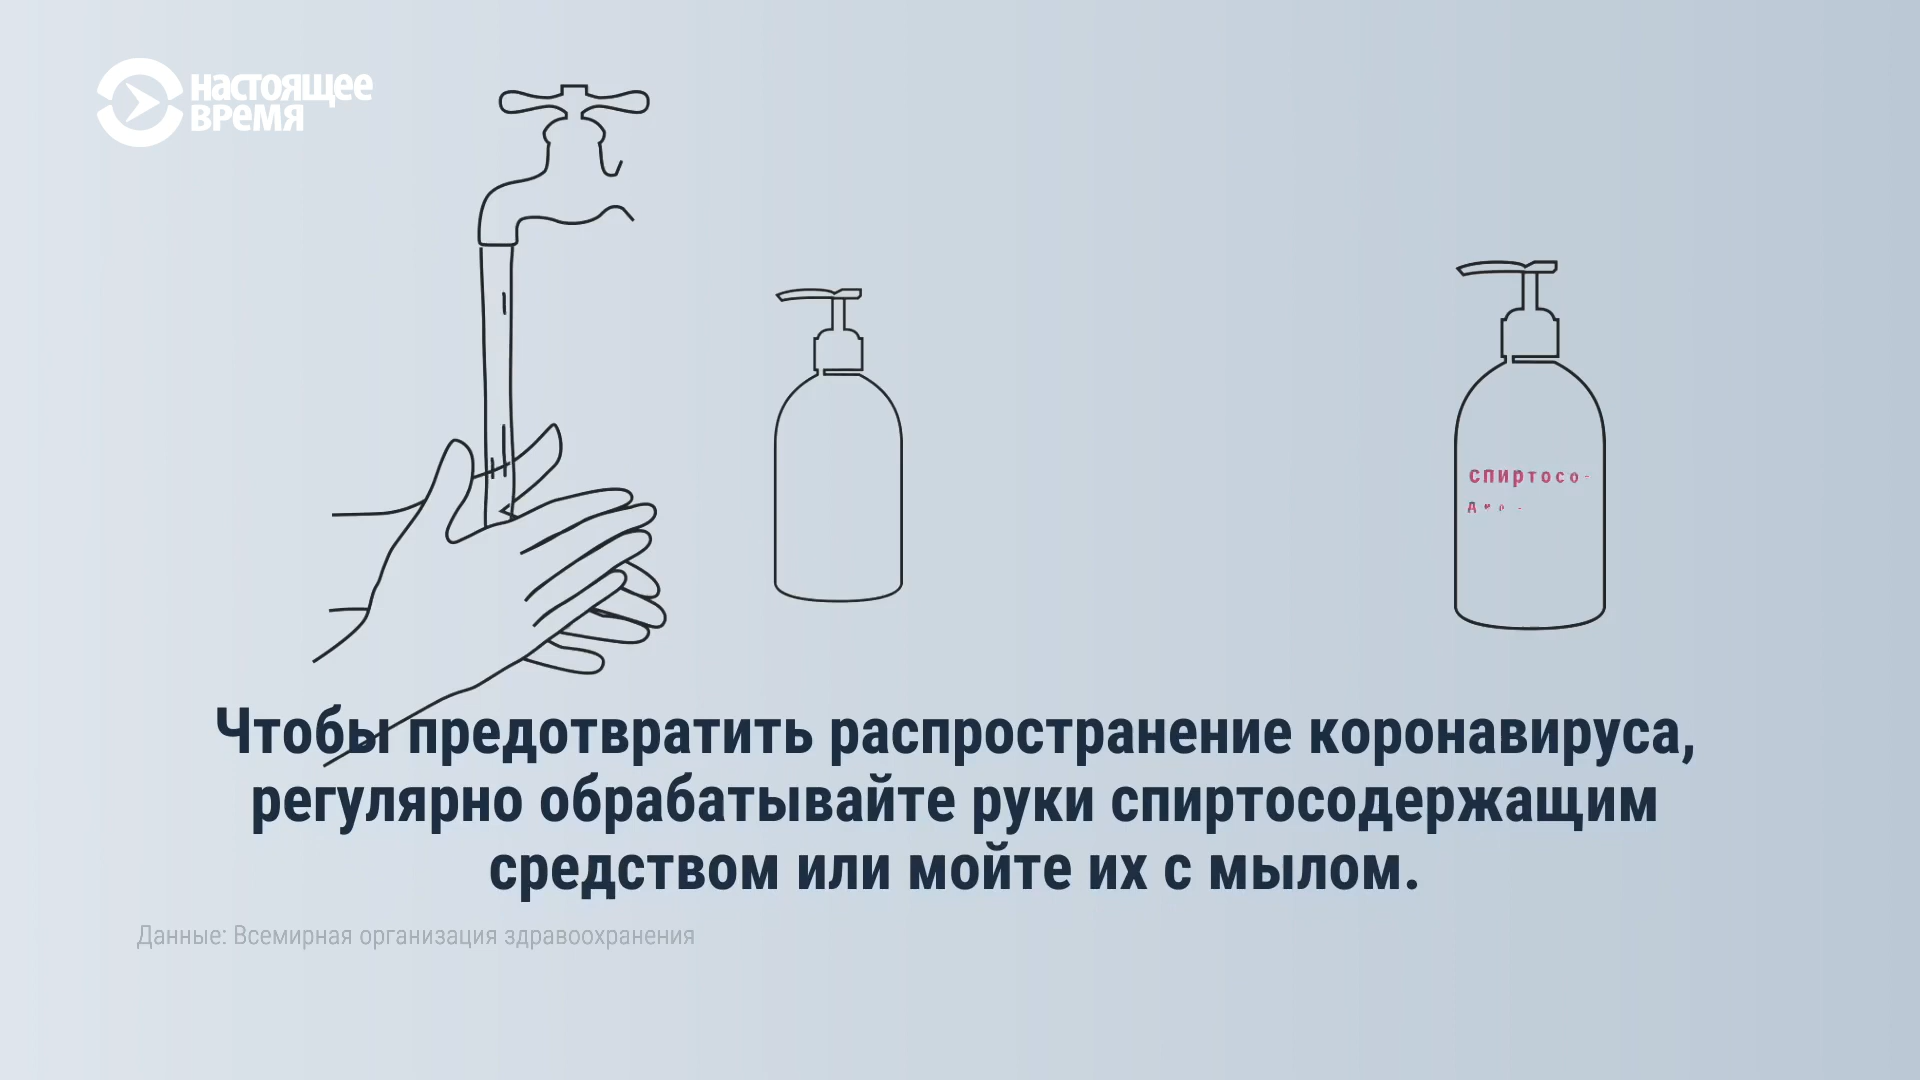 настоящее
время
спиртосо-
Чтобы предотвратить распространение коронавируса,
регулярно обрабатывайте руки спиртосодержащим
средством или мойте их с мылом.
Данные: Всемирная организация здравоохранения